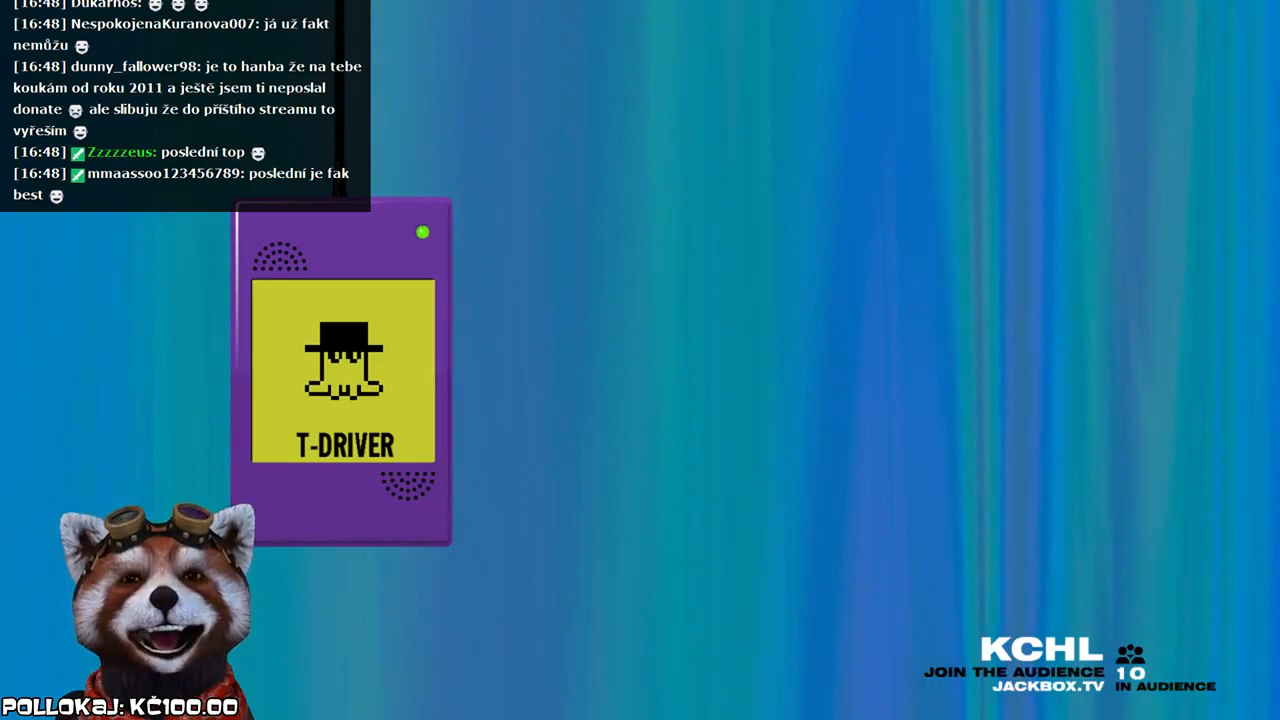 [16:48] Dukarnos:
[16:48] NespokojenaKuranova007: já už fakt
nemůžu
[16:48] dunny_fallower98: je to hanba že na tebe
koukám od roku 2011 a ještě jsem ti neposlal
donate ale slibuju že do příštího streamu to
vyřeším
[16:48] Zzzzzeus: poslední top
[16:48] mmaassoo123456789: poslední je fak
best
T-DRIVER
KCHL
JOIN THE AUDIENCE 10
JACKBOX.TV IN AUDIENCE
POLLOKAJ: KČ100.00